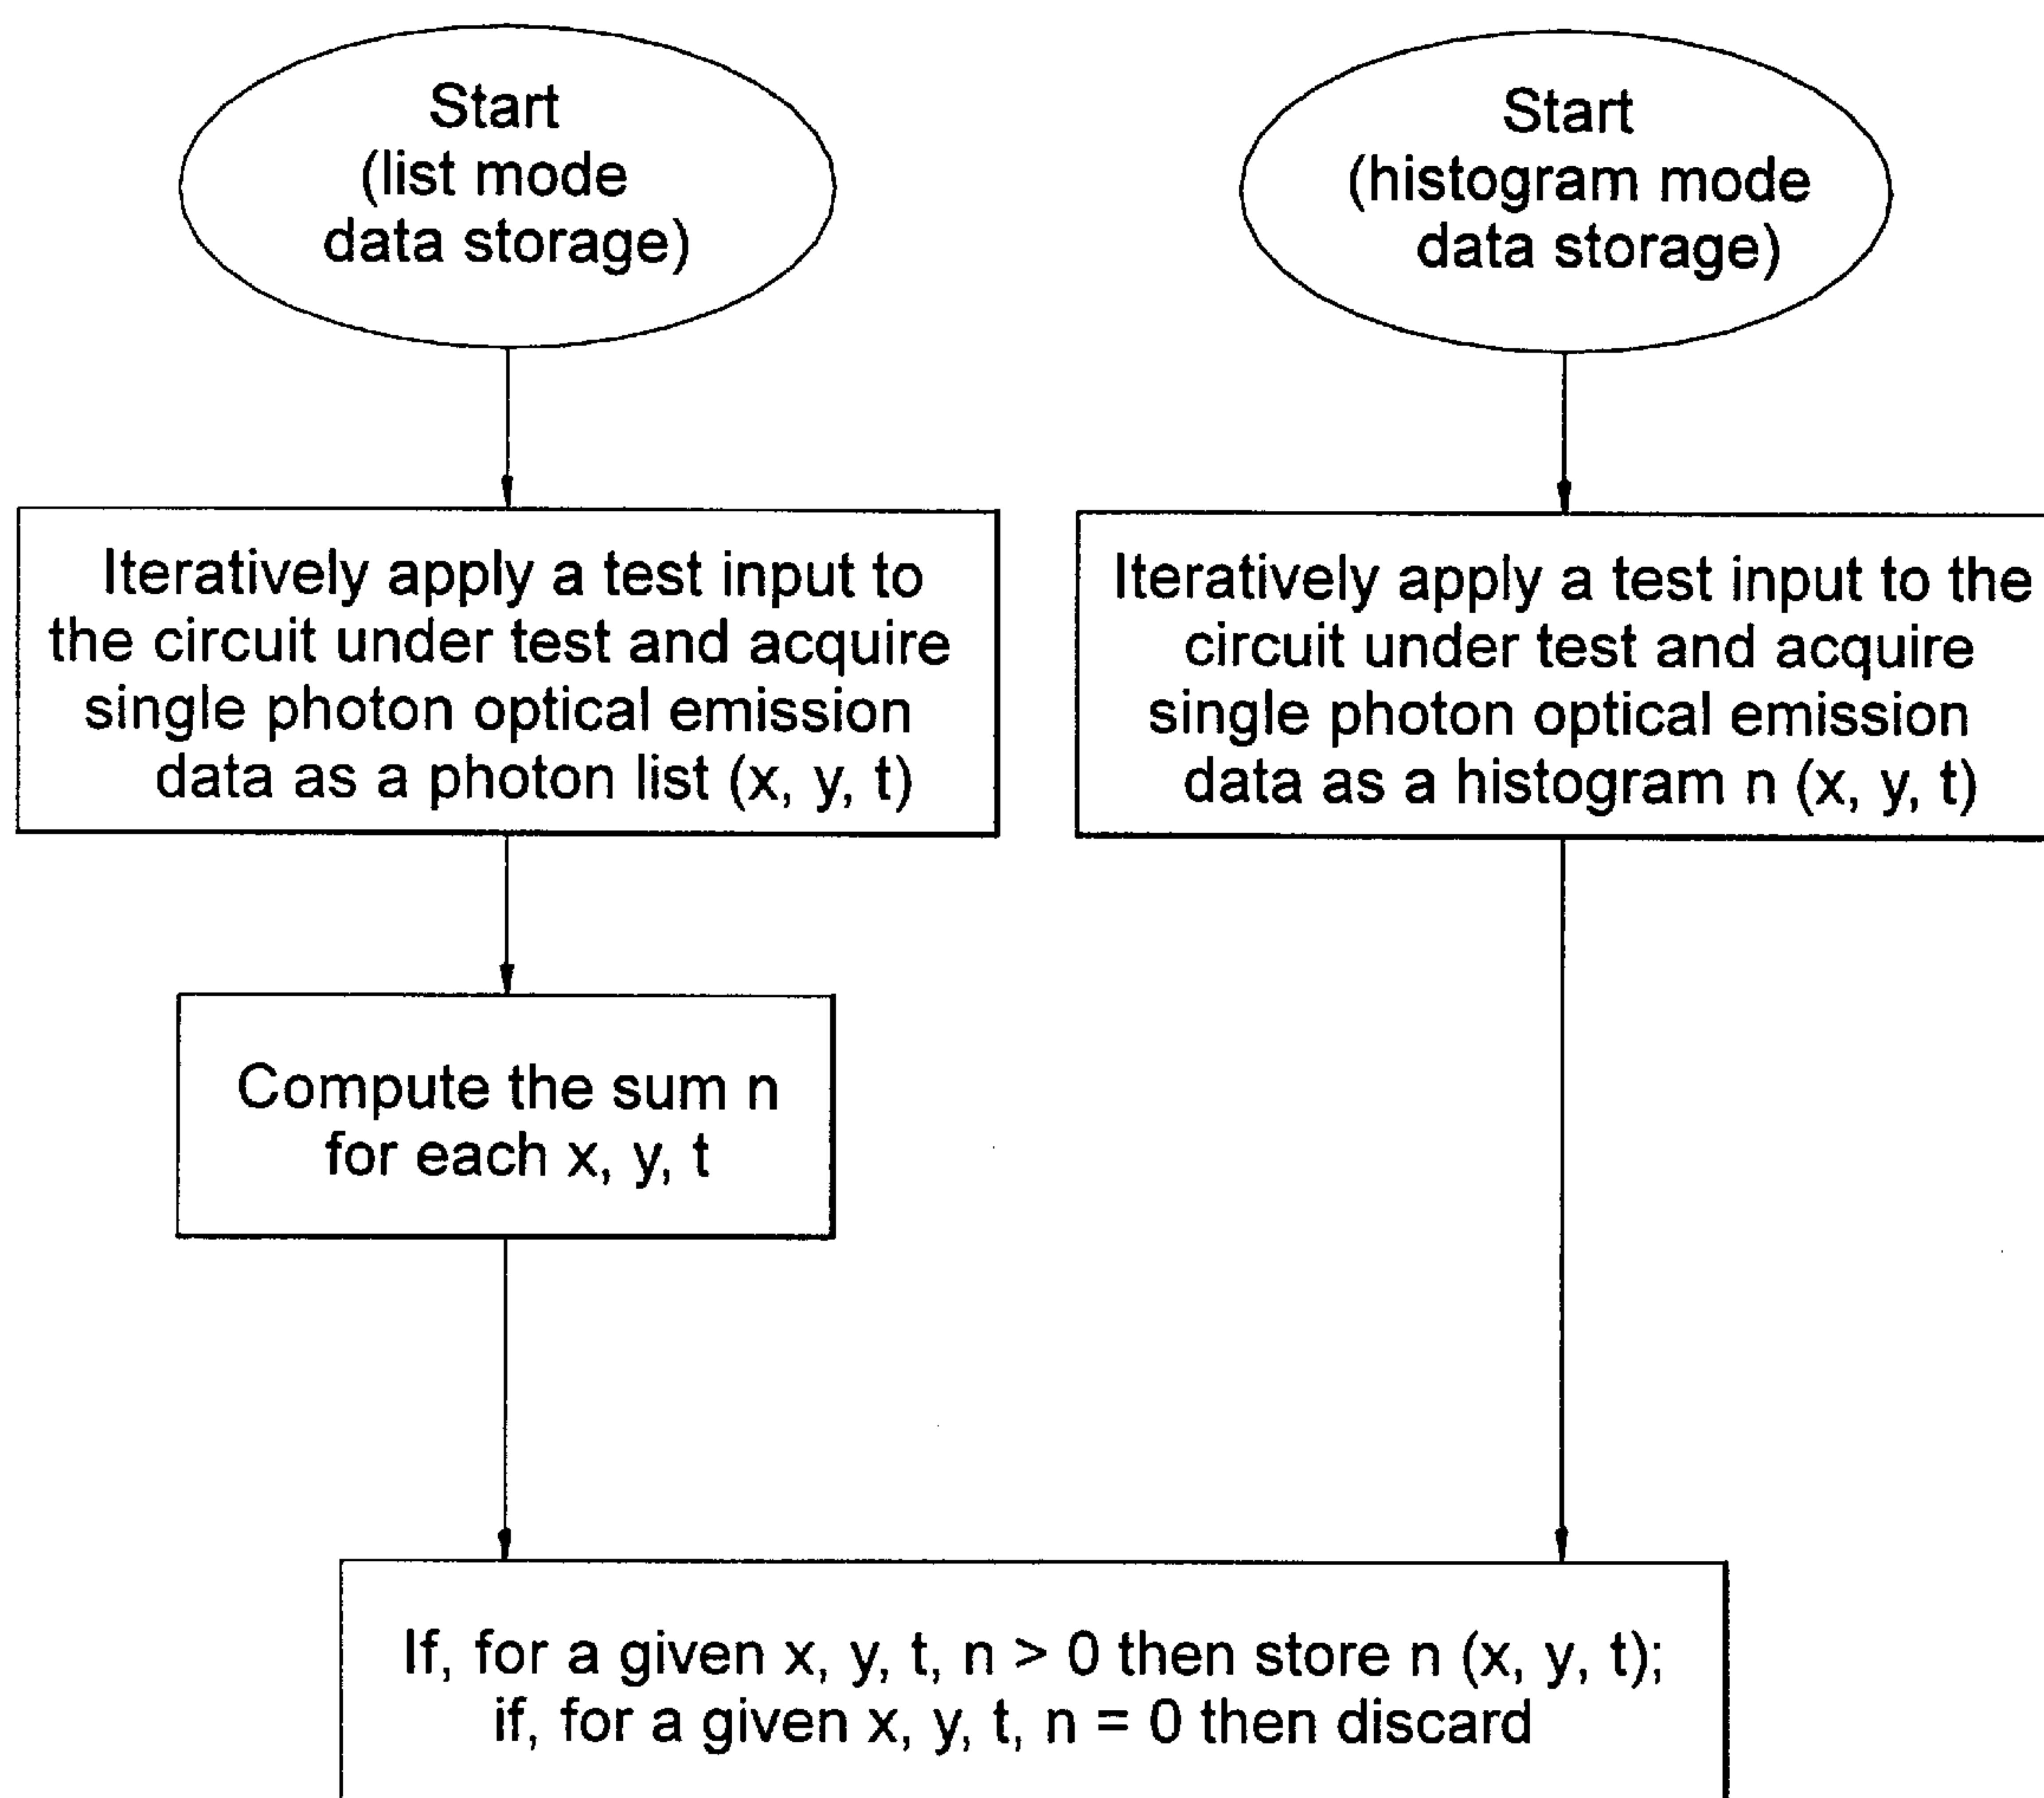 Start
(list mode
data storage)
Start
(histogram mode
data storage)
Iteratively apply a test input to
the circuit under test and acquire
single photon optical emission
data as a photon list (x, y, t)
Iteratively apply a test input to the
circuit under test and acquire
single photon optical emission
data as a histogram n (x, y, t)
Compute the sum n
for each x, y, t
If, for a given x, y, t, n > 0 then store n (x, y, t);
if, for a given x, y, t, n = 0 then discard